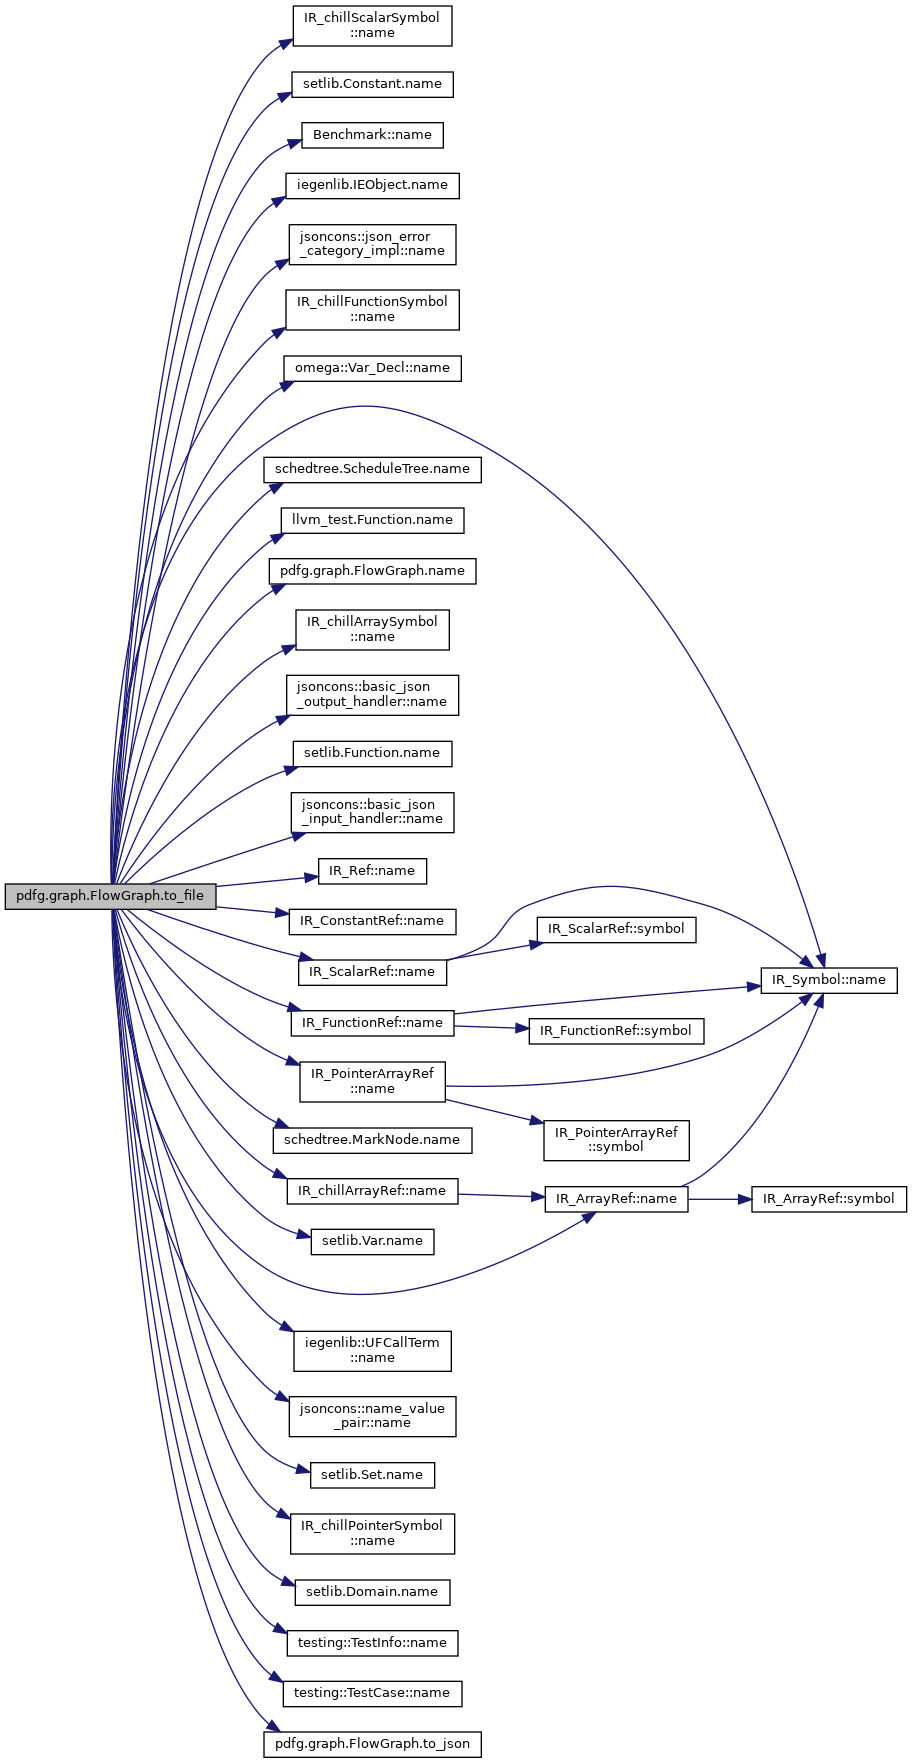 IR_chillScalarSymbol
::name
setlib.Constant.name
Benchmark::name
iegenlib.IEObject.name
jsoncons::json_error
_category_impl::name
IR_chillFunctionSymbol
::name
omega::Var_Decl::name
schedtree.ScheduleTree.name
llvm_test.Function.name
pdfg.graph.FlowGraph.name
IR_chillArraySymbol
::name
jsoncons::basic_json
_output_handler::name
setlib.Function.name
jsoncons::basic_json
_input_handler::name
IR_Ref::name
pdfg.graph.FlowGraph.to_file
IR_ConstantRef::name
IR_ScalarRef::symbol
IR_ScalarRef::name
IR_Symbol::name
IR_FunctionRef::name
IR_FunctionRef::symbol
IR_PointerArrayRef
::name
IR_PointerArrayRef
::symbol
schedtree.MarkNode.name
IR_chillArrayRef::name
IR_ArrayRef::name
IR_ArrayRef::symbol
setlib.Var.name
iegenlib::UFCallTerm
::name
jsoncons::name_value
_pair::name
setlib.Set.name
IR_chillPointerSymbol
::name
setlib.Domain.name
testing::TestInfo::name
testing::TestCase::name
pdfg.graph.FlowGraph.to_json